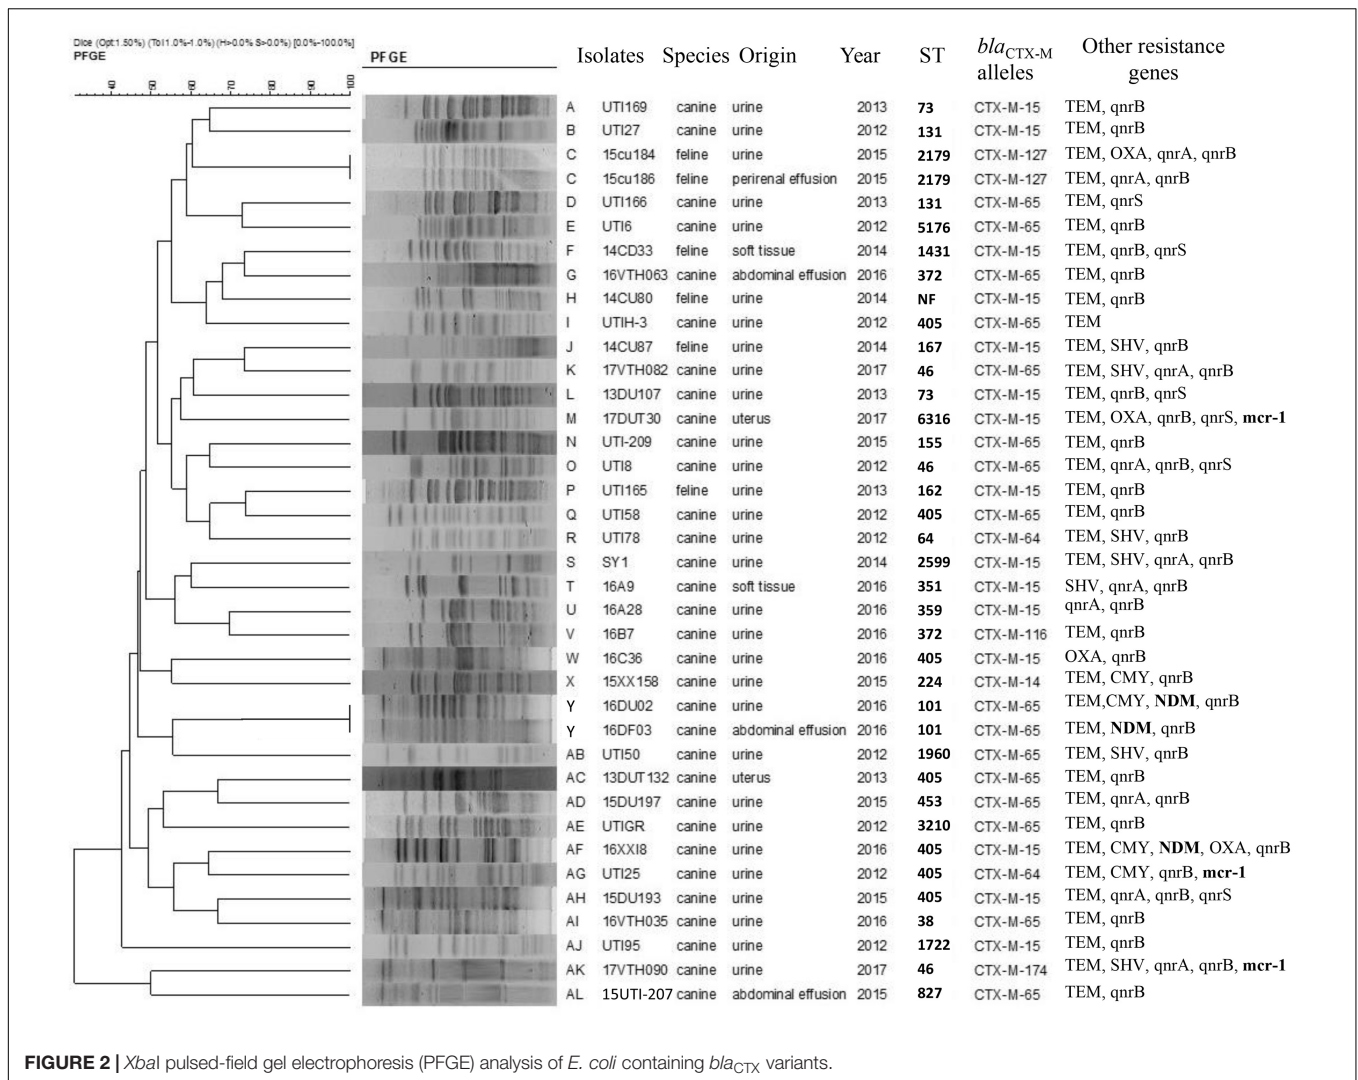 Dice (Opt:1.50%) (Tol 1.0%-1.0%) (H>0.0% S>0.0%) [0.0%-100.0%]
PFGE
PFGE
40 50 60 70 80 90 100
Isolates Species Origin Year ST blaCTX-M alleles Other resistance genes
A UTI169 canine urine 2013 73 CTX-M-15 TEM, qnrB
B UTI27 canine urine 2012 131 CTX-M-15 TEM, qnrB
C 15cu184 feline urine 2015 2179 CTX-M-127 TEM, OXA, qnrA, qnrB
C 15cu186 feline perirenal effusion 2015 2179 CTX-M-127 TEM, qnrA, qnrB
D UTI166 canine urine 2013 131 CTX-M-65 TEM, qnrS
E UTI6 canine urine 2012 5176 CTX-M-65 TEM, qnrB
F 14CD33 feline soft tissue 2014 1431 CTX-M-15 TEM, qnrB, qnrS
G 16VTH063 canine abdominal effusion 2016 372 CTX-M-65 TEM, qnrB
H 14CU80 feline urine 2014 NF CTX-M-15 TEM, qnrB
I UTIH-3 canine urine 2012 405 CTX-M-65 TEM
J 14CU87 feline urine 2014 167 CTX-M-15 TEM, SHV, qnrB
K 17VTH082 canine urine 2017 46 CTX-M-65 TEM, SHV, qnrA, qnrB
L 13DU107 canine urine 2013 73 CTX-M-15 TEM, qnrB, qnrS
M 17DUT30 canine uterus 2017 6316 CTX-M-15 TEM, OXA, qnrB, qnrS, mcr-1
N UTI-209 canine urine 2015 155 CTX-M-65 TEM, qnrB
O UTI8 canine urine 2012 46 CTX-M-65 TEM, qnrA, qnrB, qnrS
P UTI165 feline urine 2013 162 CTX-M-15 TEM, qnrB
Q UTI58 canine urine 2012 405 CTX-M-65 TEM, qnrB
R UTI78 canine urine 2012 64 CTX-M-64 TEM, SHV, qnrB
S SY1 canine urine 2014 2599 CTX-M-15 TEM, SHV, qnrA, qnrB
T 16A9 canine soft tissue 2016 351 CTX-M-15 SHV, qnrA, qnrB
U 16A28 canine urine 2016 359 CTX-M-15 qnrA, qnrB
V 16B7 canine urine 2016 372 CTX-M-116 TEM, qnrB
W 16C36 canine urine 2016 405 CTX-M-15 OXA, qnrB
X 15XX158 canine urine 2015 224 CTX-M-14 TEM, CMY, qnrB
Y 16DU02 canine urine 2016 101 CTX-M-65 TEM,CMY, NDM, qnrB
Y 16DF03 canine abdominal effusion 2016 101 CTX-M-65 TEM, NDM, qnrB
AB UTI50 canine urine 2012 1960 CTX-M-65 TEM, SHV, qnrB
AC 13DUT132 canine uterus 2013 405 CTX-M-65 TEM, qnrB
AD 15DU197 canine urine 2015 453 CTX-M-65 TEM, qnrA, qnrB
AE UTIGR canine urine 2012 3210 CTX-M-65 TEM, qnrB
AF 16XXI8 canine urine 2016 405 CTX-M-15 TEM, CMY, NDM, OXA, qnrB
AG UTI25 canine urine 2012 405 CTX-M-64 TEM, CMY, qnrB, mcr-1
AH 15DU193 canine urine 2015 405 CTX-M-15 TEM, qnrA, qnrB, qnrS
AI 16VTH035 canine urine 2016 38 CTX-M-65 TEM, qnrB
AJ UTI95 canine urine 2012 1722 CTX-M-15 TEM, qnrB
AK 17VTH090 canine urine 2017 46 CTX-M-174 TEM, SHV, qnrA, qnrB, mcr-1
AL 15UTI-207 canine abdominal effusion 2015 827 CTX-M-65 TEM, qnrB
FIGURE 2 | XbaI pulsed-field gel electrophoresis (PFGE) analysis of E. coli containing blaCTX variants.